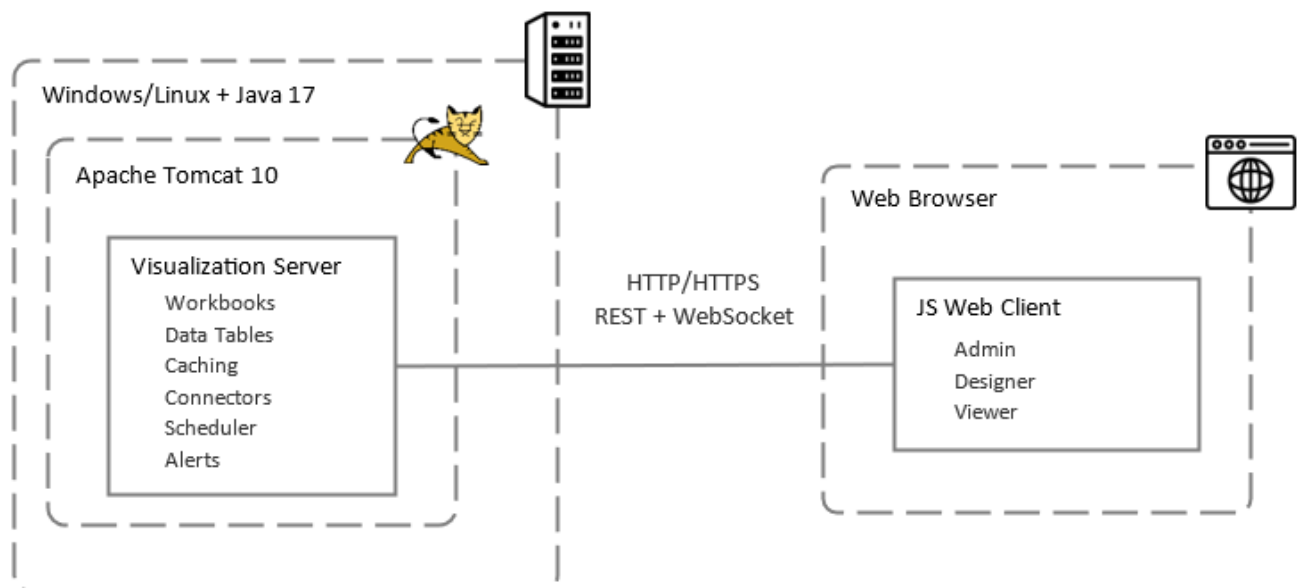 Windows/Linux + Java 17
Apache Tomcat 10
Visualization Server
Workbooks
Data Tables
Caching
Connectors
Scheduler
Alerts
HTTP/HTTPS
REST + WebSocket
Web Browser
JS Web Client
Admin
Designer
Viewer